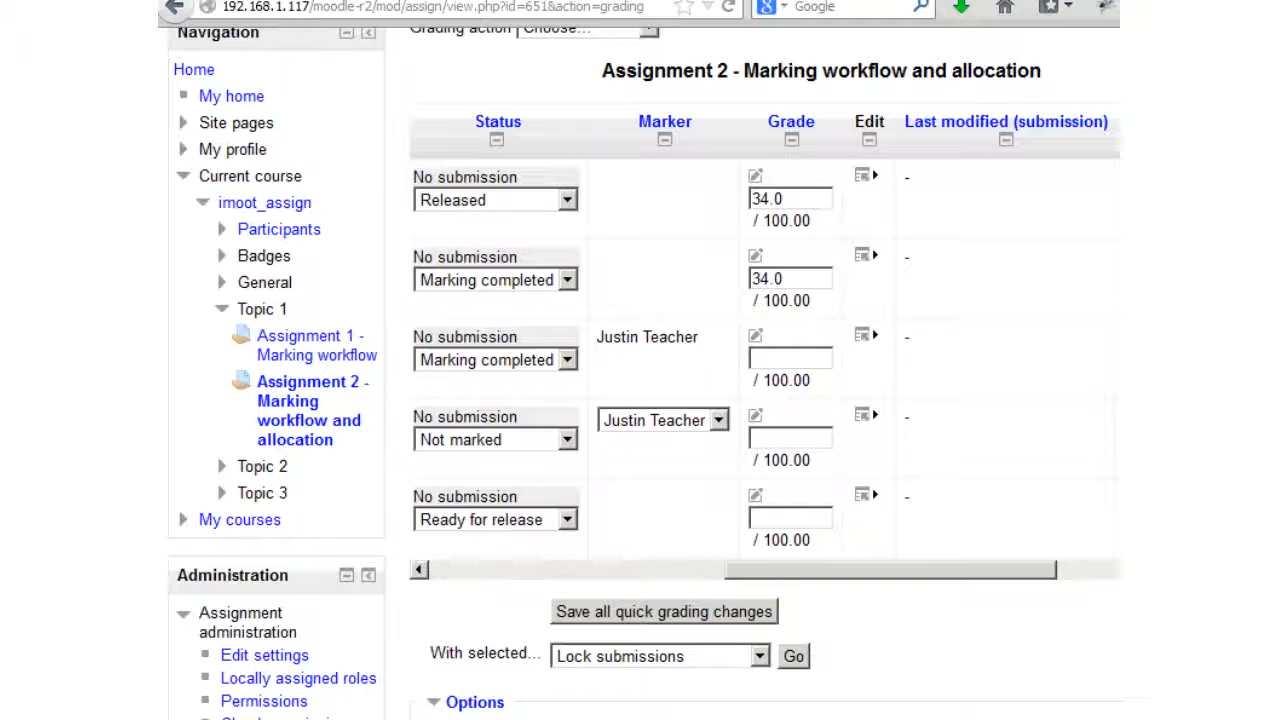 192.168.1.117/moodle-r2/mod/assign/view.php?id=651&action=grading
Google
Navigation
Home
My home
Site pages
My profile
Current course
imoot_assign
Participants
Badges
General
Topic 1
Assignment 1 -
Marking workflow
Assignment 2 -
Marking
workflow and
allocation
Topic 2
Topic 3
My courses
Administration
Assignment
administration
Edit settings
Locally assigned roles
Permissions
Grading action Choose...
Assignment 2 - Marking workflow and allocation
Status Marker Grade Edit Last modified (submission)
No submission -
Released 34.0
/ 100.00
No submission -
Marking completed 34.0
/ 100.00
No submission Justin Teacher -
Marking completed
/ 100.00
No submission Justin Teacher -
Not marked
/ 100.00
No submission -
Ready for release
/ 100.00
Save all quick grading changes
With selected... Lock submissions Go
Options